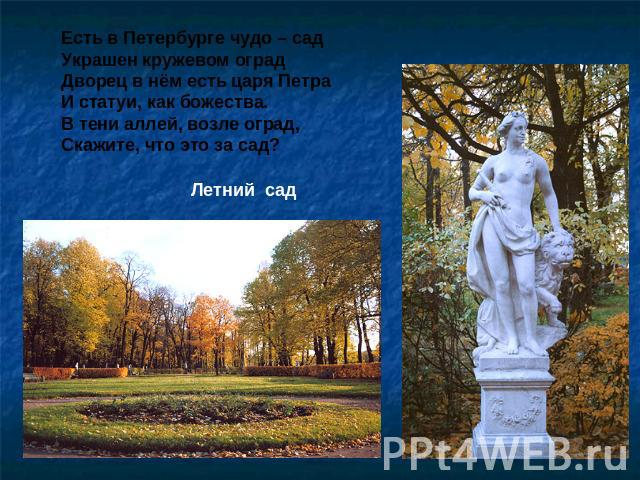 Есть в Петербурге чудо – сад
Украшен кружевом оград
Дворец в нём есть царя Петра
И статуи, как божества.
В тени аллей, возле оград,
Скажите, что это за сад?
Летний  сад
PPt4WEB.ru